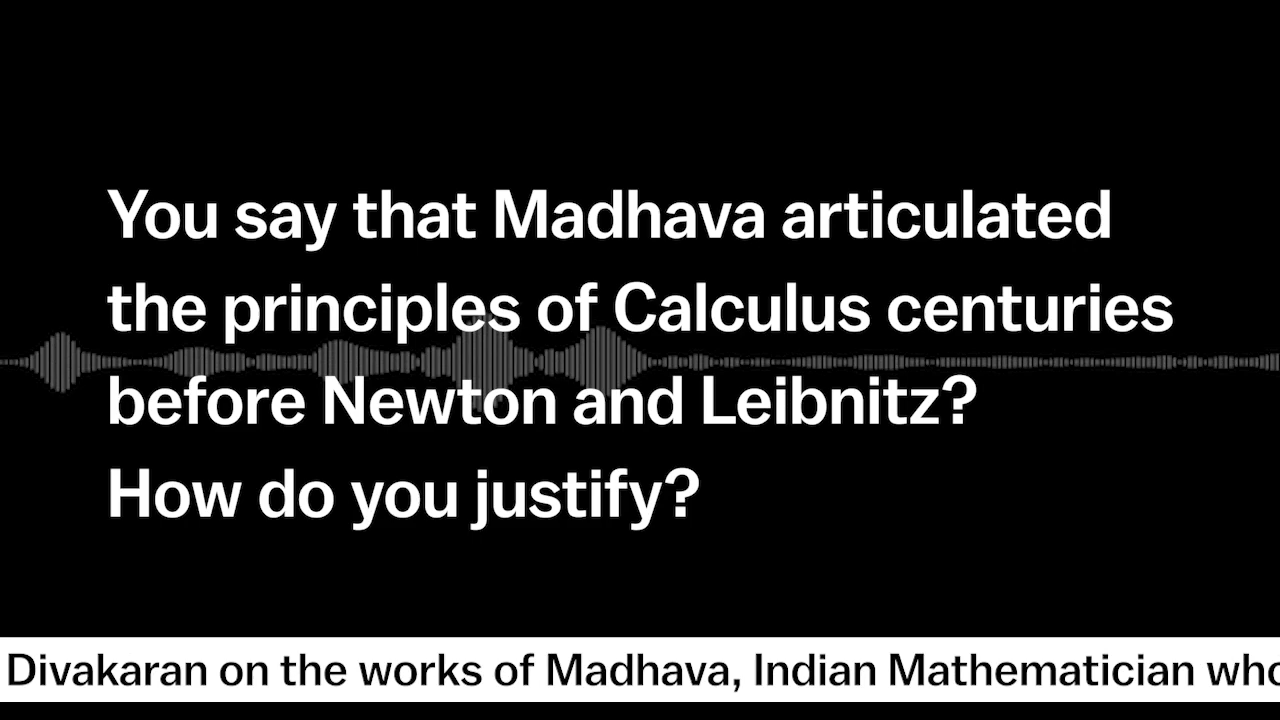 You say that Madhava articulated
the principles of Calculus centuries
before Newton and Leibnitz?
How do you justify?
Divakaran on the works of Madhava, Indian Mathematician who